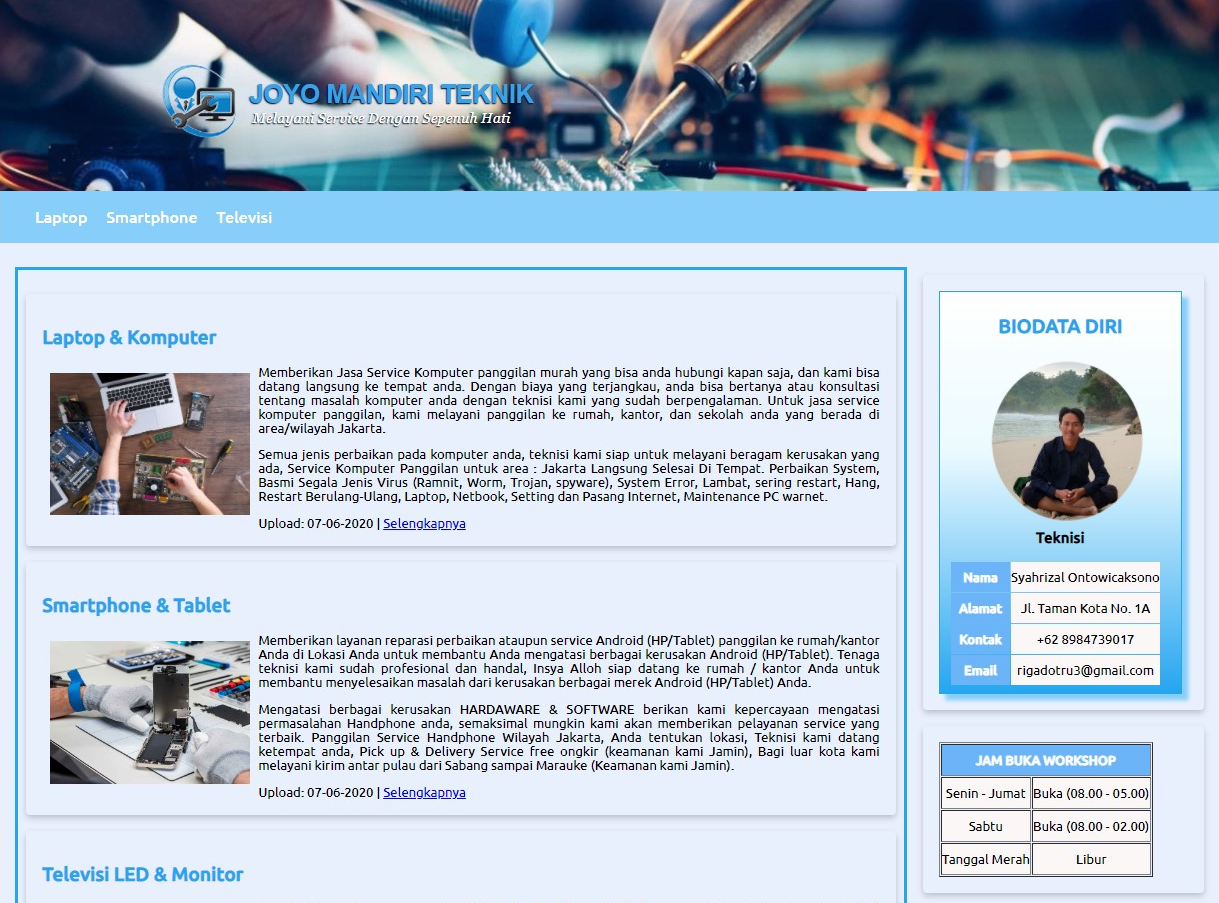 JOYO MANDIRI TEKNIK
Melayani Service Dengan Sepenuh Hati
Laptop Smartphone Televisi
Laptop & Komputer
Memberikan Jasa Service Komputer panggilan murah yang bisa anda hubungi kapan saja, dan kami bisa
datang langsung ke tempat anda. Dengan biaya yang terjangkau, anda bisa bertanya atau konsultasi
tentang masalah komputer anda dengan teknisi kami yang sudah berpengalaman. Untuk jasa service
komputer panggilan, kami melayani panggilan ke rumah, kantor, dan sekolah anda yang berada di
area/wilayah Jakarta.
Semua jenis perbaikan pada komputer anda, teknisi kami siap untuk melayani beragam kerusakan yang
ada, Service Komputer Panggilan untuk area : Jakarta Langsung Selesai Di Tempat. Perbaikan System,
Basmi Segala Jenis Virus (Ramnit, Worm, Trojan, spyware), System Error, Lambat, sering restart, Hang,
Restart Berulang-Ulang, Laptop, Netbook, Setting dan Pasang Internet, Maintenance PC warnet.
Upload: 07-06-2020 | Selengkapnya
Smartphone & Tablet
Memberikan layanan reparasi perbaikan ataupun service Android (HP/Tablet) panggilan ke rumah/kantor
Anda di Lokasi Anda untuk membantu Anda mengatasi berbagai kerusakan Android (HP/Tablet). Tenaga
teknisi kami sudah profesional dan handal, Insya Alloh siap datang ke rumah / kantor Anda untuk
membantu menyelesaikan masalah dari kerusakan berbagai merek Android (HP/Tablet) Anda.
Mengatasi berbagai kerusakan HARDAWARE & SOFTWARE berikan kami kepercayaan mengatasi
permasalahan Handphone anda, semaksimal mungkin kami akan memberikan pelayanan service yang
terbaik. Panggilan Service Handphone Wilayah Jakarta, Anda tentukan lokasi, Teknisi kami datang
ketempat anda, Pick up & Delivery Service free ongkir (keamanan kami Jamin), Bagi luar kota kami
melayani kirim antar pulau dari Sabang sampai Marauke (Keamanan kami Jamin).
Upload: 07-06-2020 | Selengkapnya
Televisi LED & Monitor
BIODATA DIRI
Teknisi
Nama Syahrizal Ontowicaksono
Alamat Jl. Taman Kota No. 1A
Kontak +62 8984739017
Email rigadotru3@gmail.com
JAM BUKA WORKSHOP
Senin - Jumat Buka (08.00 - 05.00)
Sabtu Buka (08.00 - 02.00)
Tanggal Merah Libur